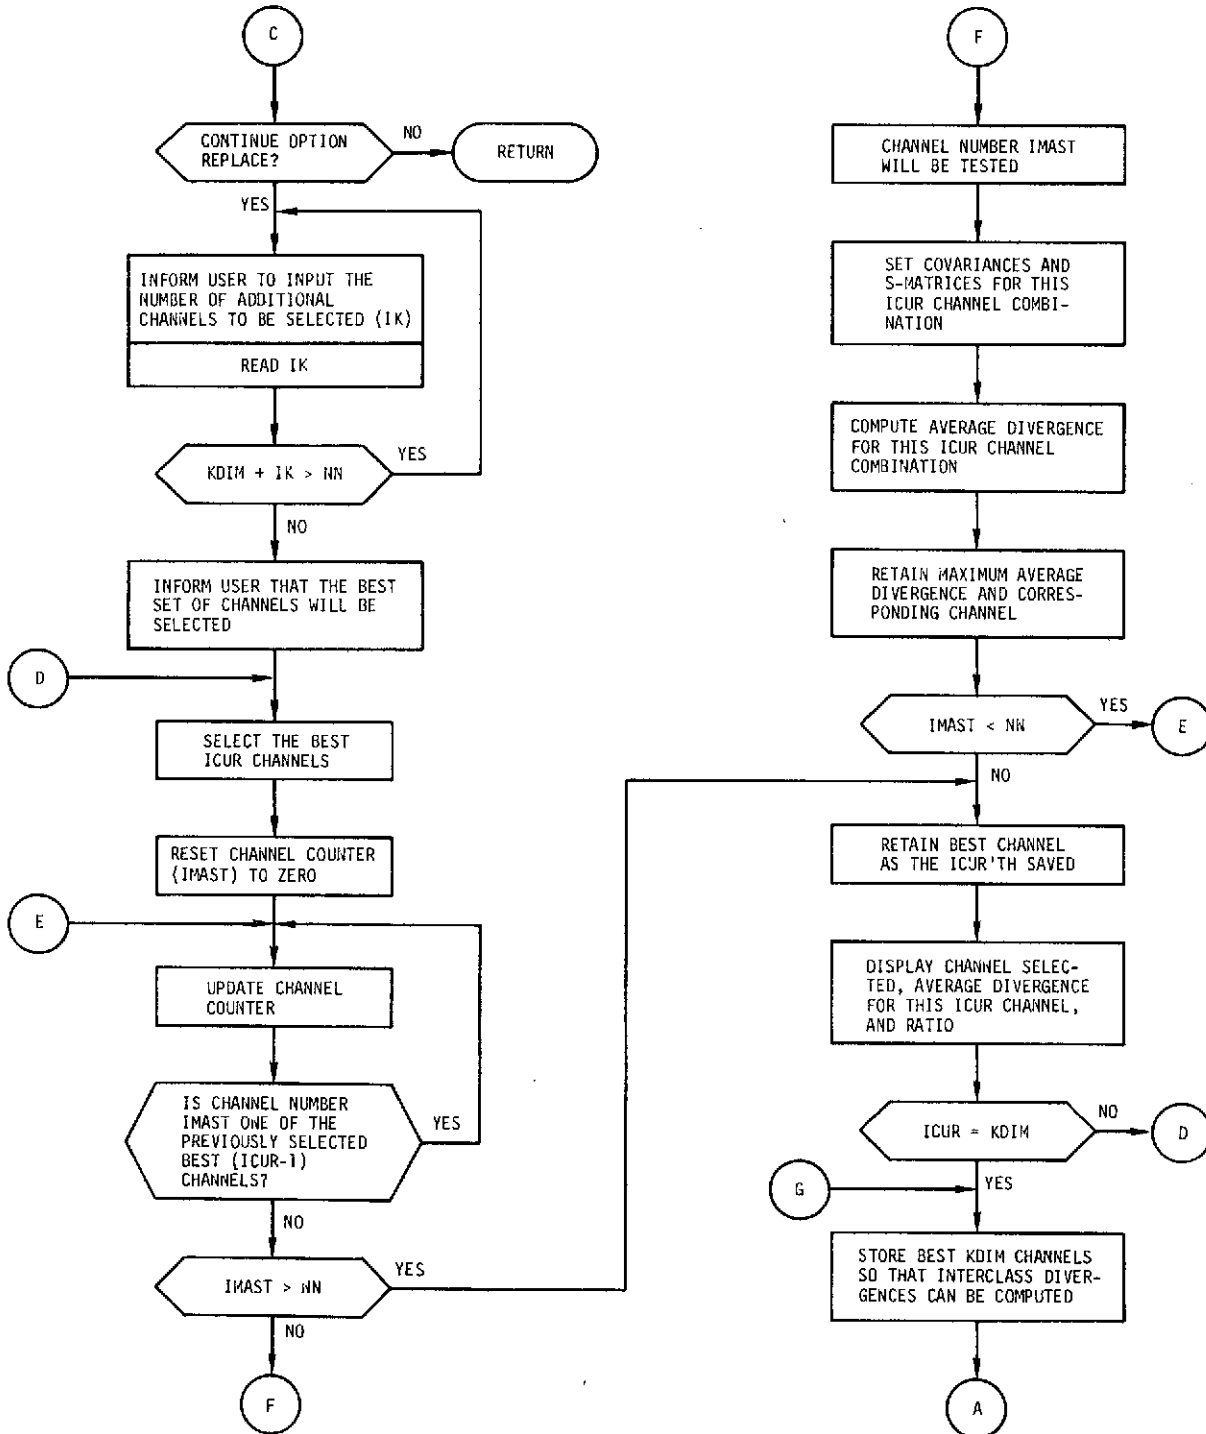 C
CONTINUE OPTION
REPLACE?
NO
RETURN
YES
INFORM USER TO INPUT THE
NUMBER OF ADDITIONAL
CHANNELS TO BE SELECTED (IK)
READ IK
KDIM + IK > NN
YES
NO
INFORM USER THAT THE BEST
SET OF CHANNELS WILL BE
SELECTED
D
SELECT THE BEST
ICUR CHANNELS
RESET CHANNEL COUNTER
(IMAST) TO ZERO
E
UPDATE CHANNEL
COUNTER
IS CHANNEL NUMBER
IMAST ONE OF THE
PREVIOUSLY SELECTED
BEST (ICUR-1)
CHANNELS?
YES
NO
IMAST > NN
YES
NO
F
F
CHANNEL NUMBER IMAST
WILL BE TESTED
SET COVARIANCES AND
S-MATRICES FOR THIS
ICUR CHANNEL COMBI-
NATION
COMPUTE AVERAGE DIVERGENCE
FOR THIS ICUR CHANNEL
COMBINATION
RETAIN MAXIMUM AVERAGE
DIVERGENCE AND CORRES-
PONDING CHANNEL
IMAST < NN
YES
E
NO
RETAIN BEST CHANNEL
AS THE ICUR'TH SAVED
DISPLAY CHANNEL SELEC-
TED, AVERAGE DIVERGENCE
FOR THIS ICUR CHANNEL,
AND RATIO
ICUR = KDIM
NO
D
G
YES
STORE BEST KDIM CHANNELS
SO THAT INTERCLASS DIVER-
GENCES CAN BE COMPUTED
A